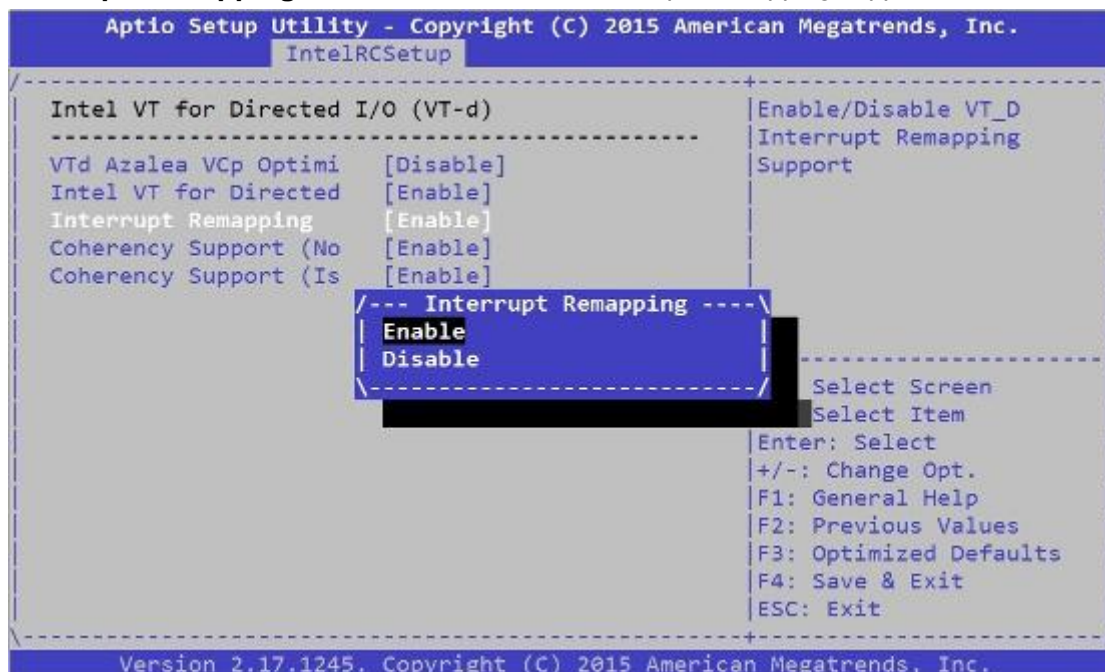 Aptio Setup Utility - Copyright (C) 2015 American Megatrends, Inc.
IntelRCSetup
/---------------------------------------------------+------------------------
| Intel VT for Directed I/O (VT-d) |Enable/Disable VT_D
| ----------------------------------------------- |Interrupt Remapping
| VTd Azalea VCp Optimi [Disable] |Support
| Intel VT for Directed [Enable] |
| Interrupt Remapping [Enable] |
| Coherency Support (No [Enable] |
| Coherency Support (Is [Enable] |
/--- Interrupt Remapping ----\
| Enable |
| Disable |
\----------------------------/
Select Screen
Select Item
|Enter: Select
|+/-: Change Opt.
|F1: General Help
|F2: Previous Values
|F3: Optimized Defaults
|F4: Save & Exit
|ESC: Exit
\---------------------------------------------------+------------------------
Version 2.17.1245. Copyright (C) 2015 American Megatrends, Inc.